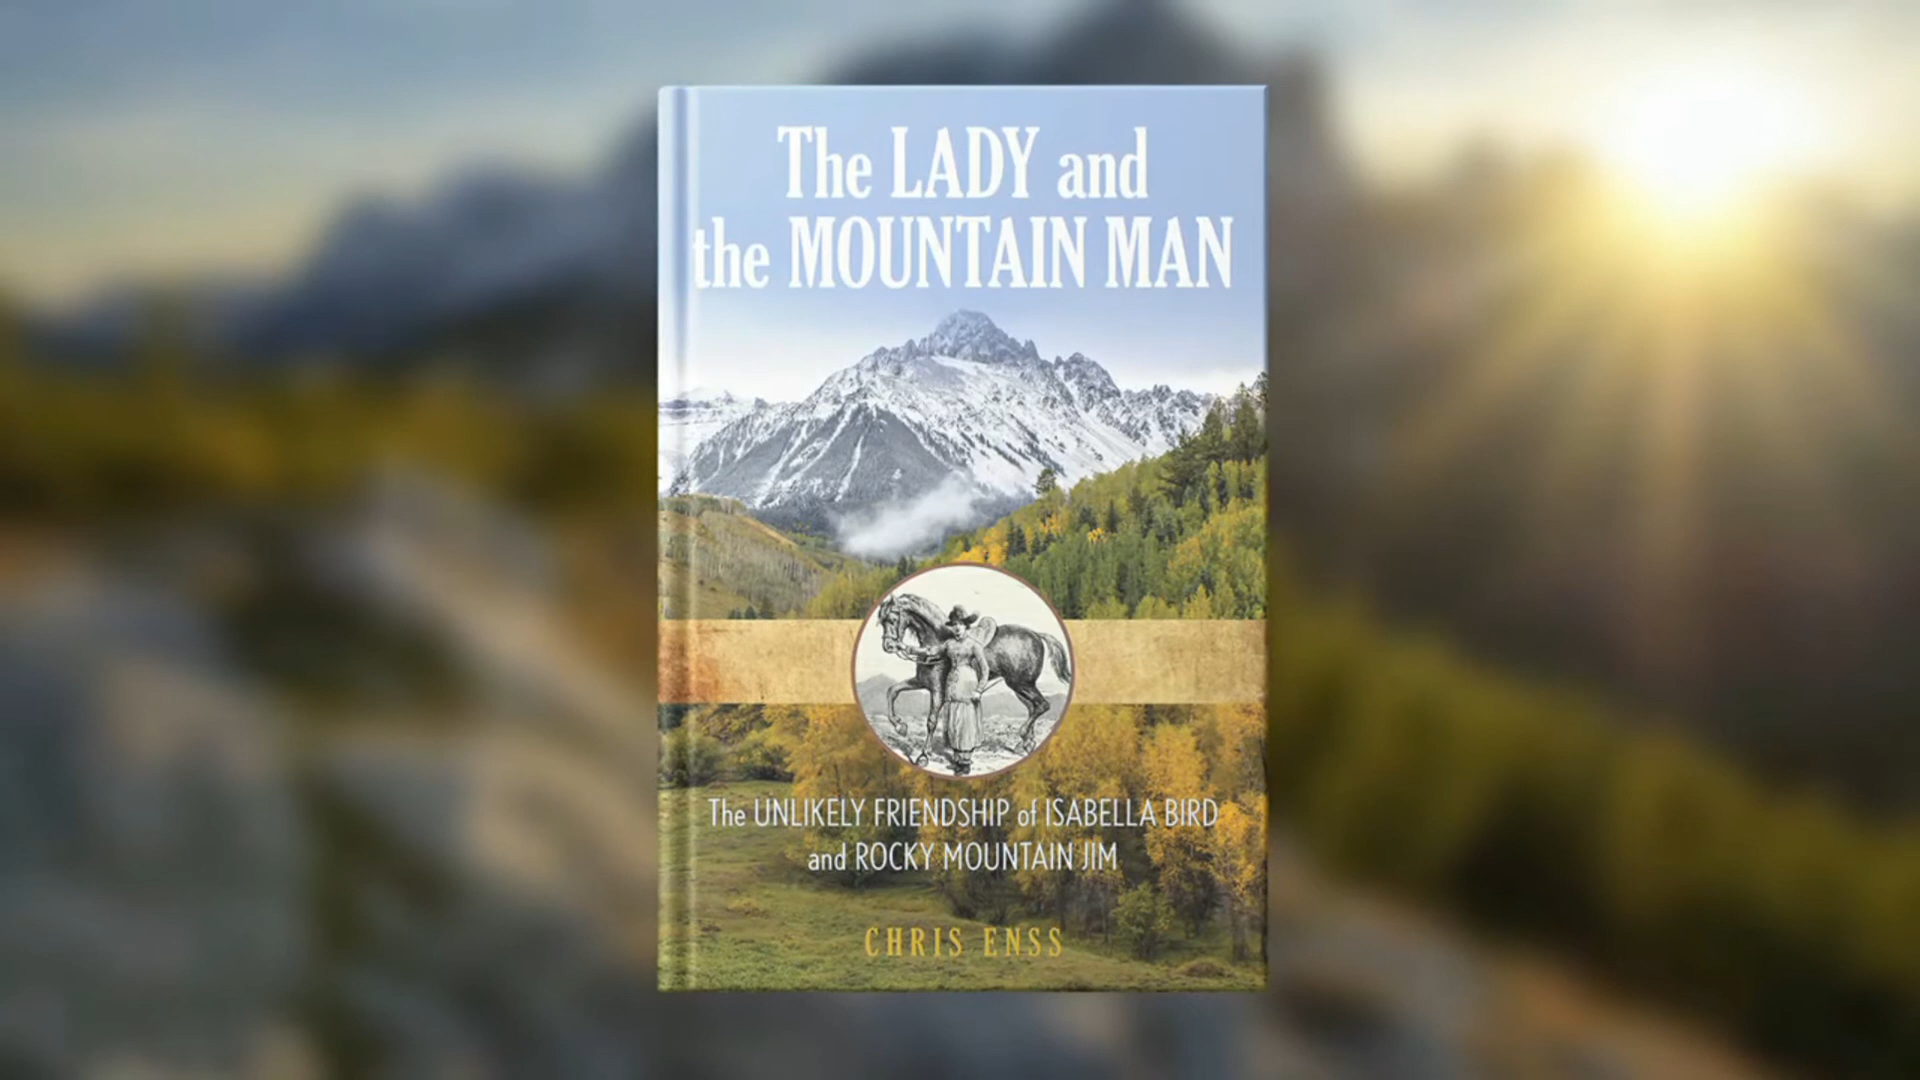 The LADY and
the MOUNTAIN MAN
The UNLIKELY FRIENDSHIP of ISABELLA BIRD
and ROCKY MOUNTAIN JIM
CHRIS ENSS